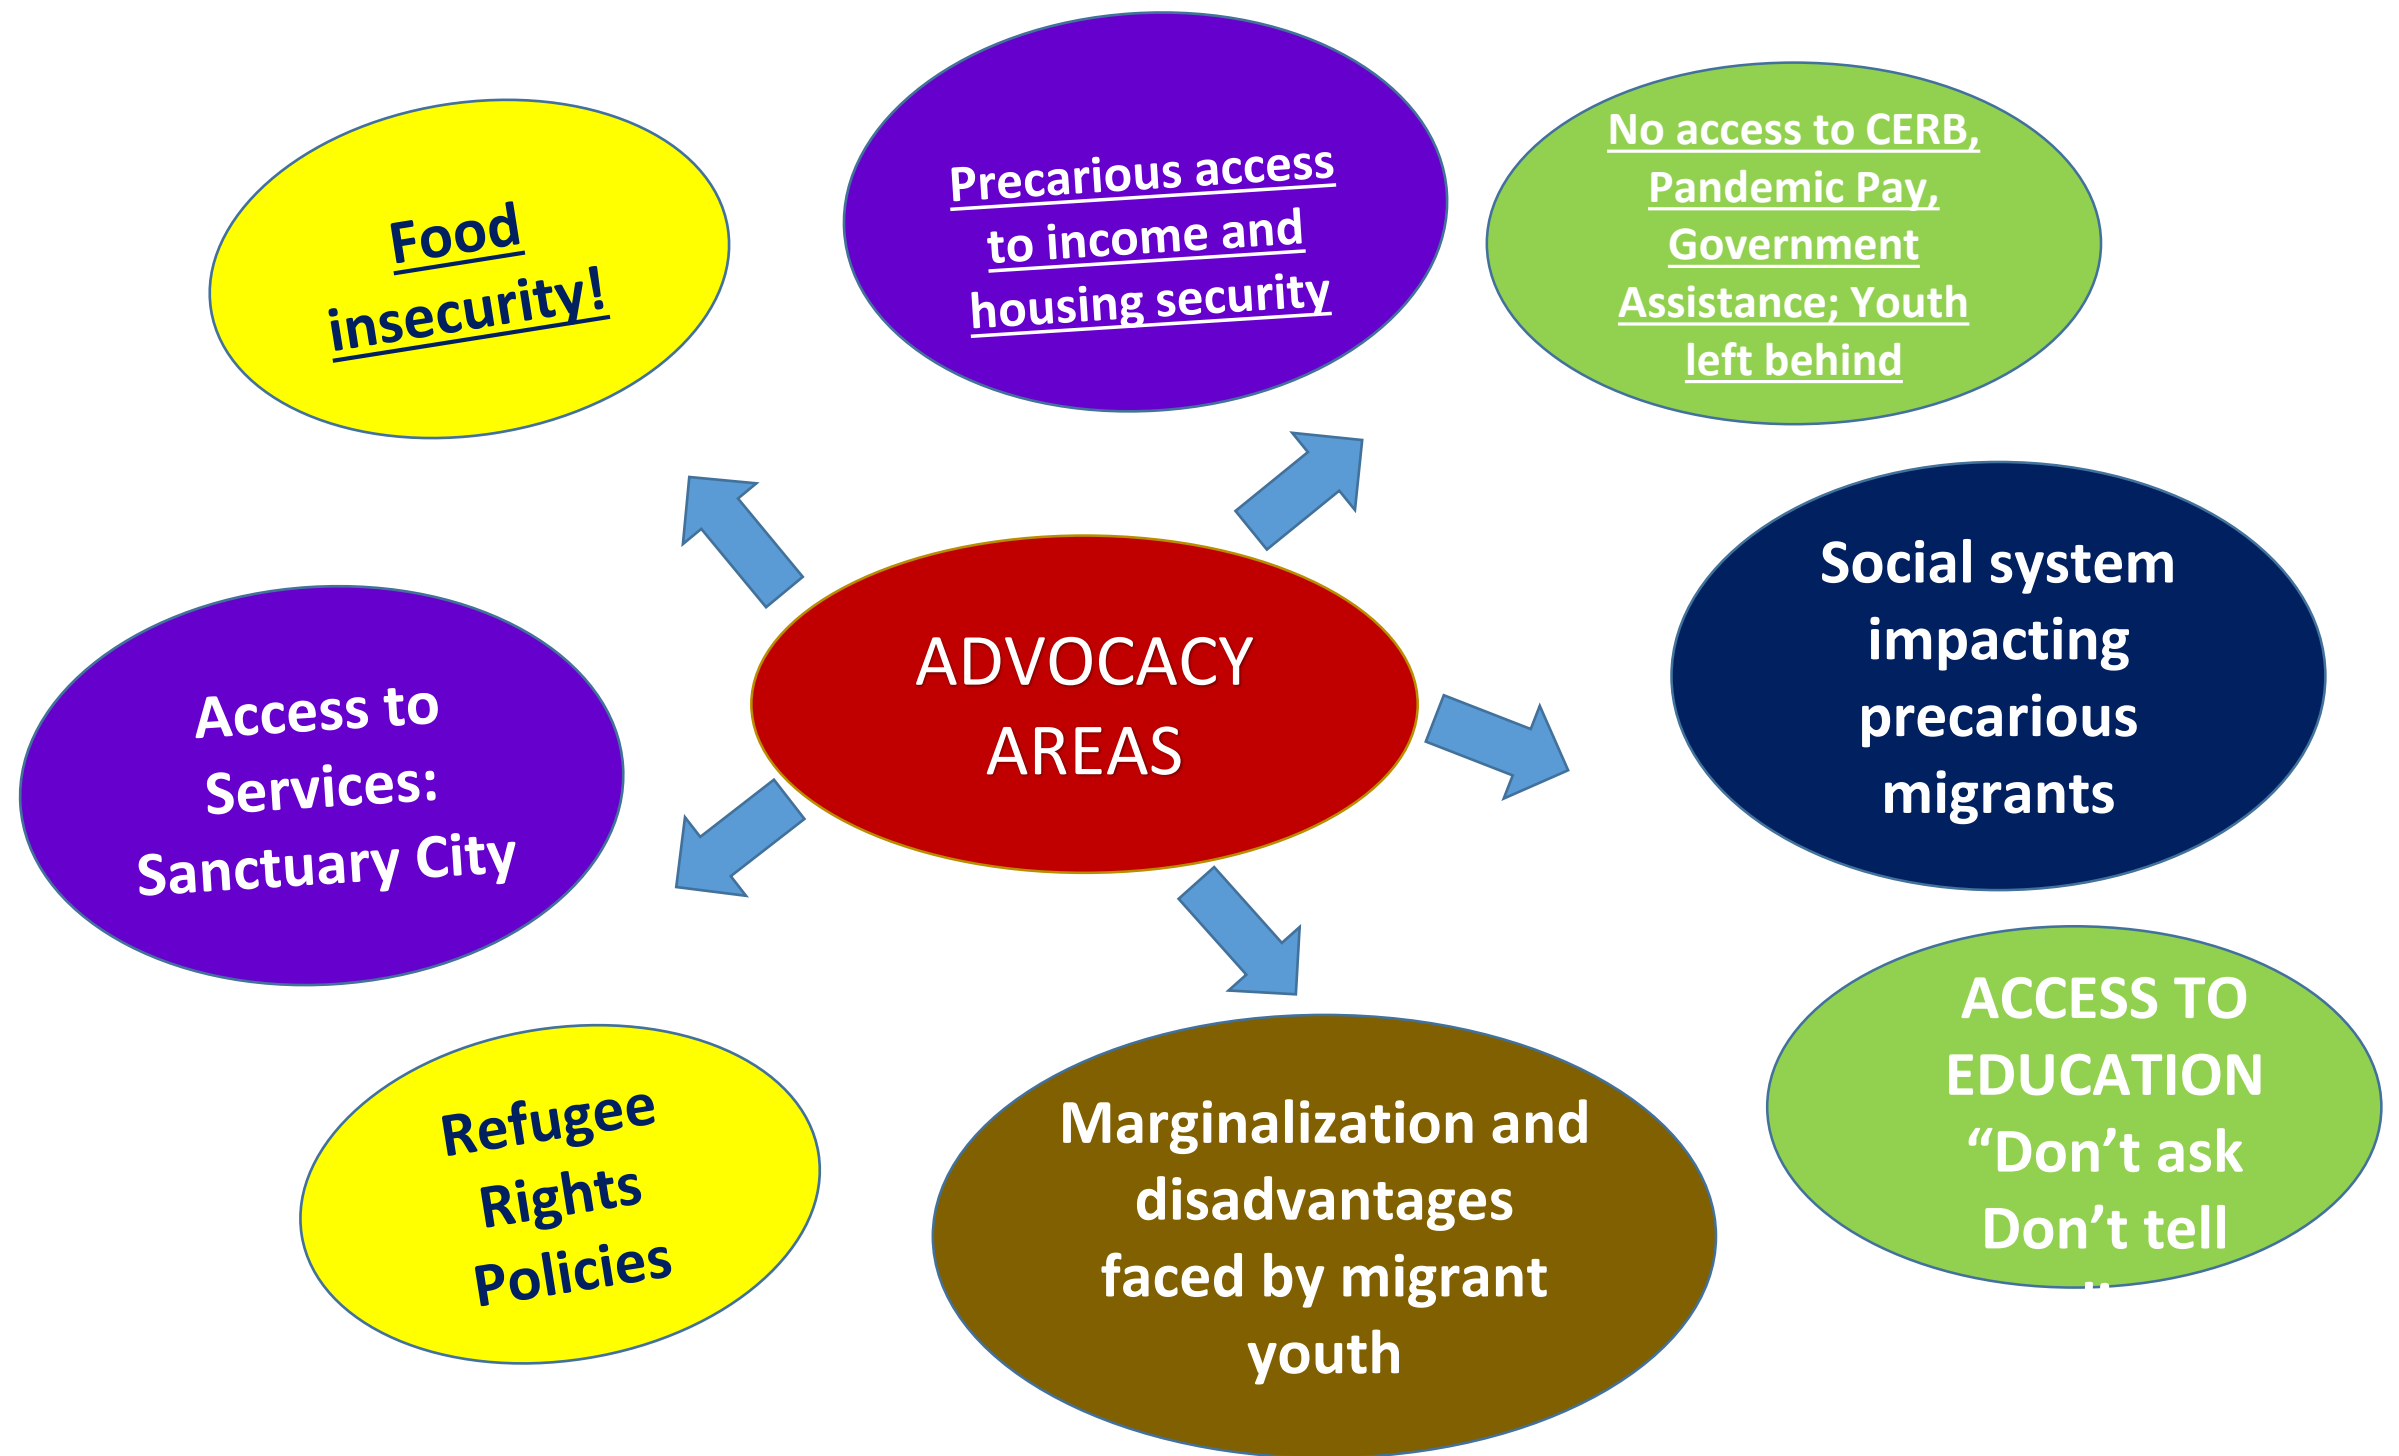 Food
insecurity!
Precarious access
to income and
housing security
No access to CERB,
Pandemic Pay,
Government
Assistance; Youth
left behind
ADVOCACY
AREAS
Social system
impacting
precarious
migrants
Access to
Services:
Sanctuary City
ACCESS TO
EDUCATION
“Don’t ask
Don’t tell
”
Refugee
Rights
Policies
Marginalization and
disadvantages
faced by migrant
youth